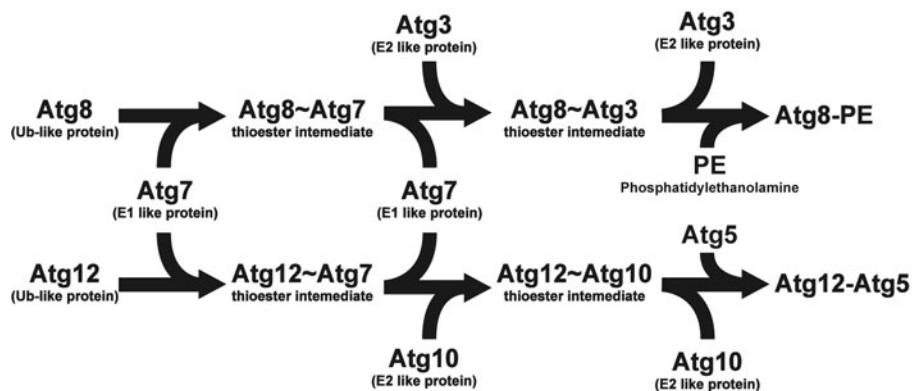 Atg3
(E2 like protein)
Atg3
(E2 like protein)
Atg8
(Ub-like protein)
Atg8~Atg7
thioester intemediate
Atg8~Atg3
thioester intemediate
Atg8-PE
PE
Phosphatidylethanolamine
Atg7
(E1 like protein)
Atg7
(E1 like protein)
Atg5
Atg12
(Ub-like protein)
Atg12~Atg7
thioester intemediate
Atg12~Atg10
thioester intemediate
Atg12-Atg5
Atg10
(E2 like protein)
Atg10
(E2 like protein)